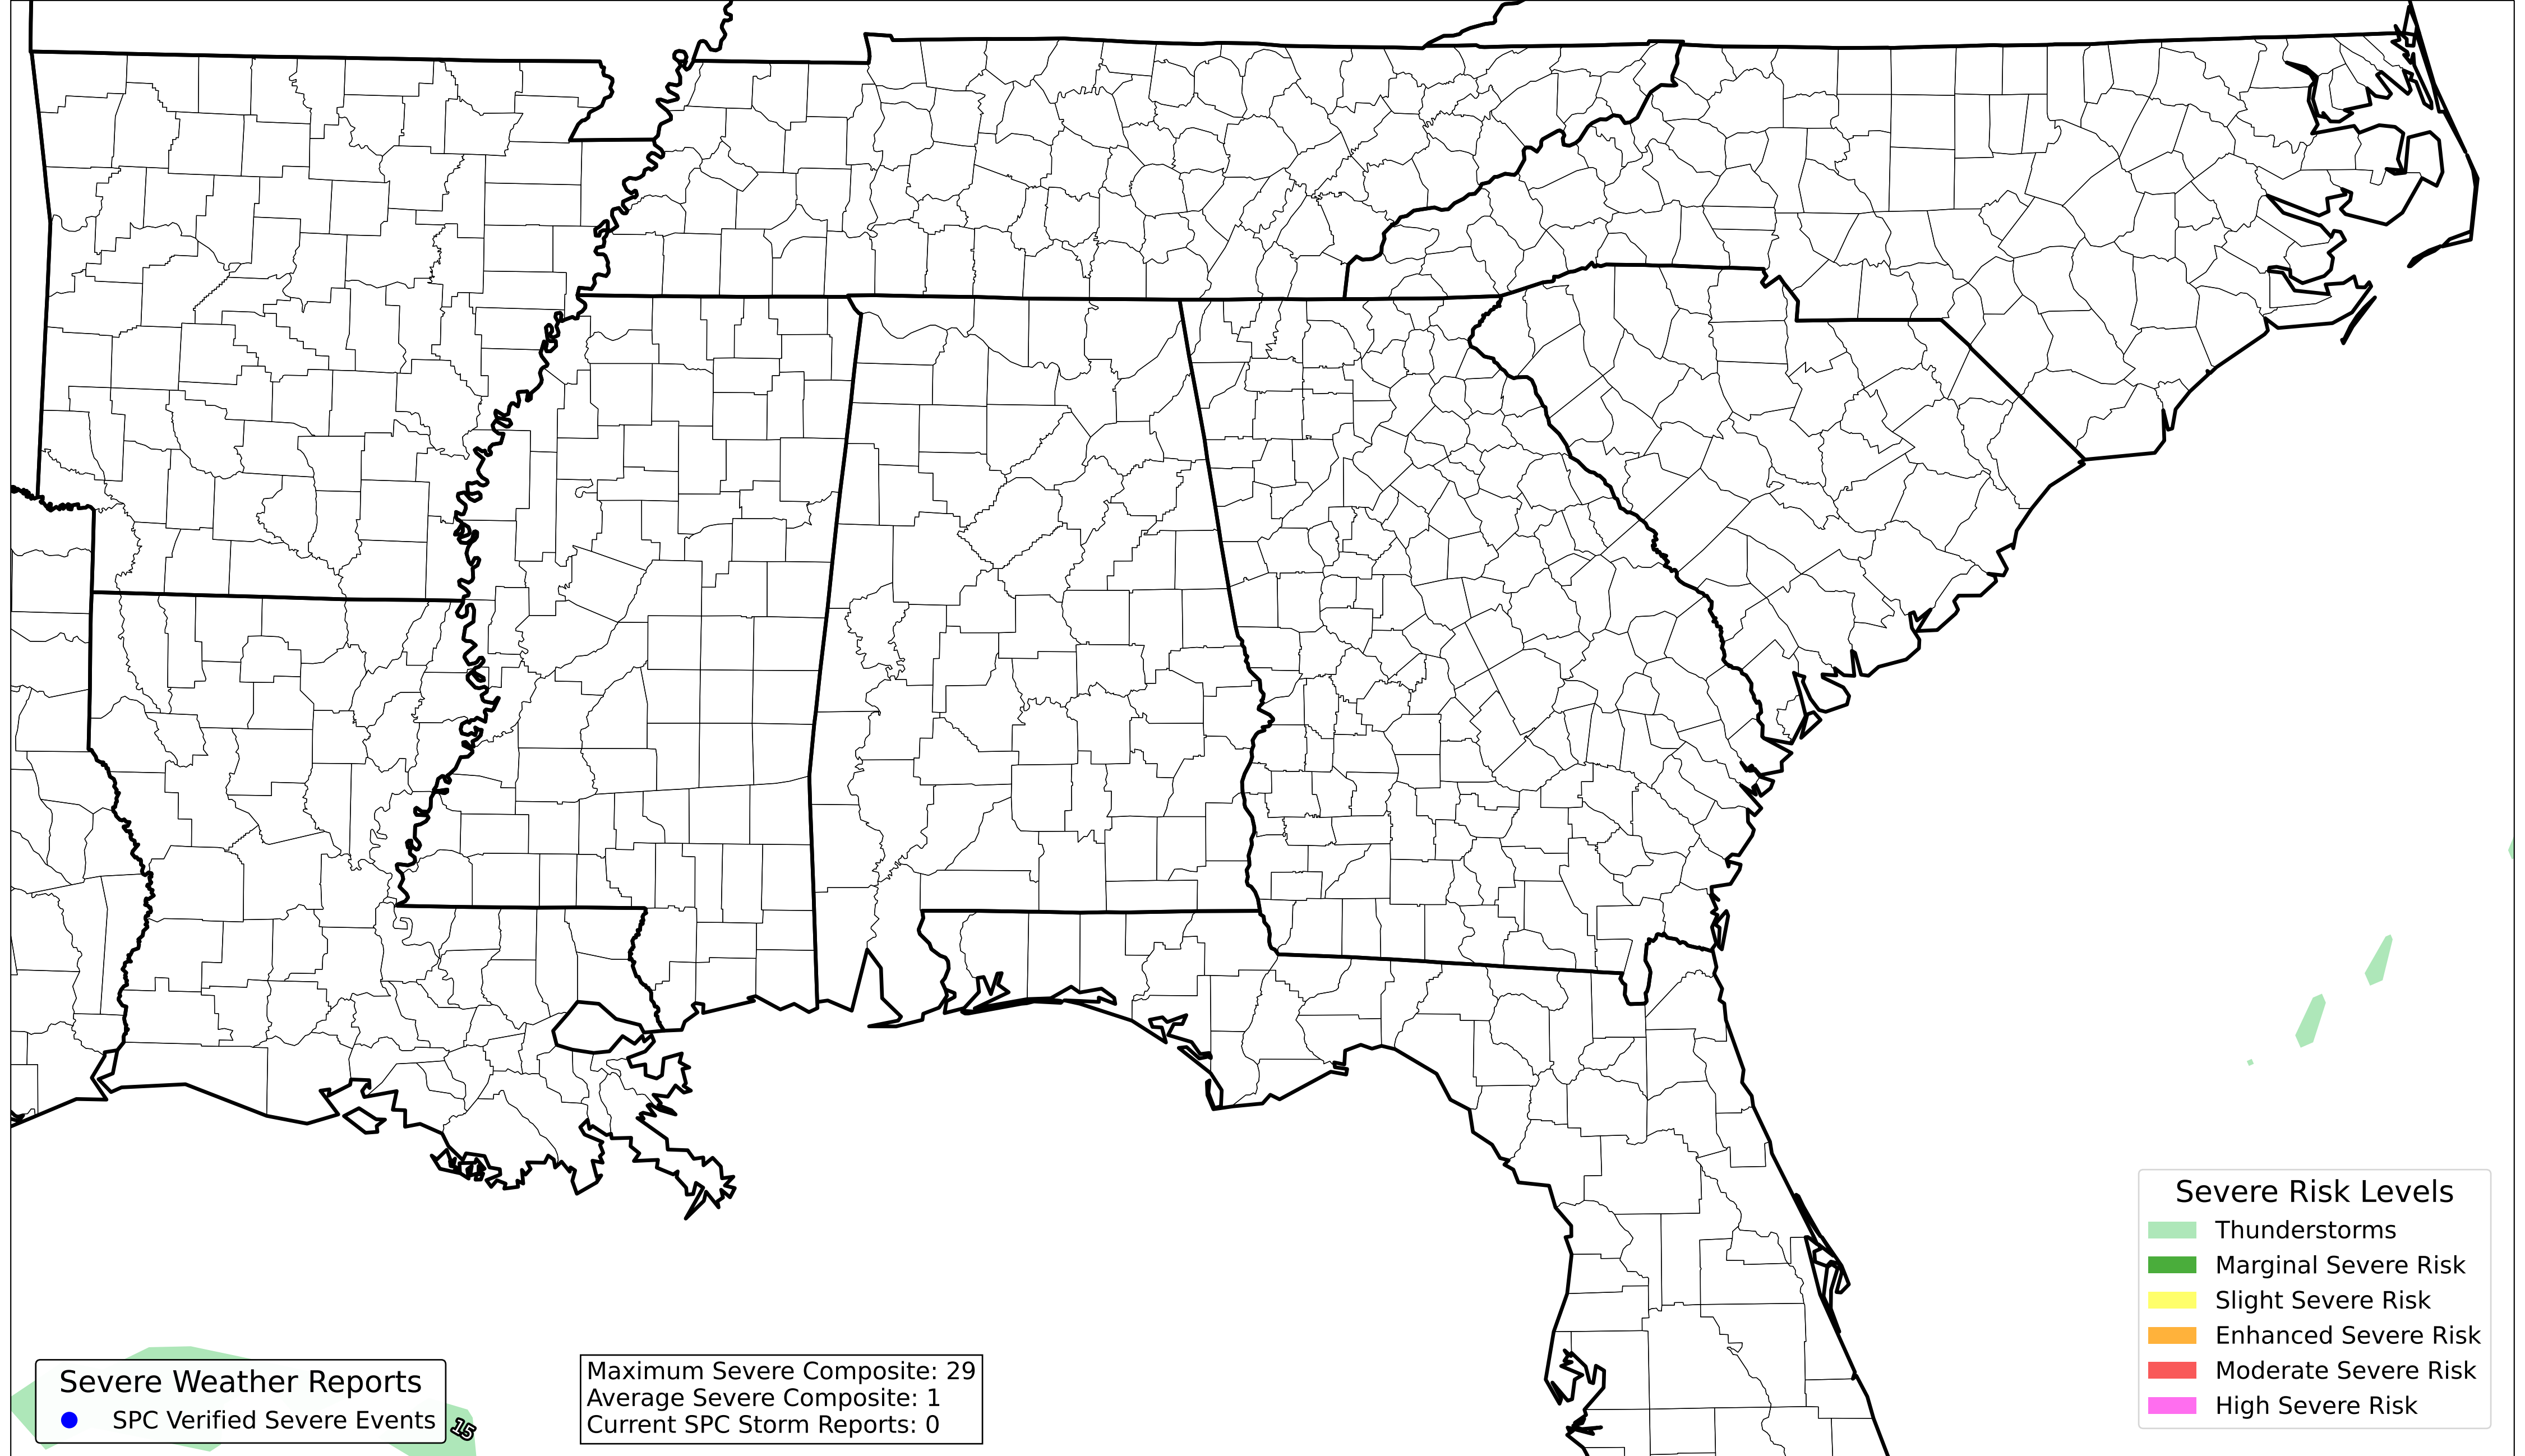 Severe Risk Levels
Thunderstorms
Marginal Severe Risk
Slight Severe Risk
Enhanced Severe Risk
Moderate Severe Risk
High Severe Risk
Severe Weather Reports
SPC Verified Severe Events
15
Maximum Severe Composite: 29
Average Severe Composite: 1
Current SPC Storm Reports: 0